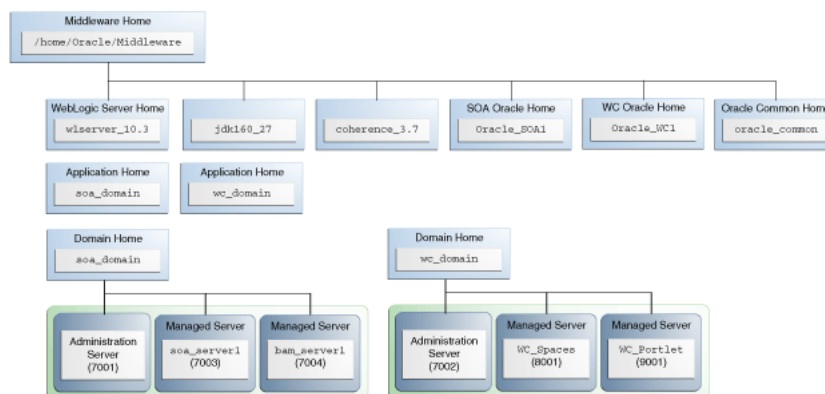 Middleware Home
/home/Oracle/Middleware
WebLogic Server Home
wlserver_10.3
jdk160_27
coherence_3.7
SOA Oracle Home
Oracle_SOA1
WC Oracle Home
Oracle_WC1
Oracle Common Home
oracle_common
Application Home
soa_domain
Application Home
wc_domain
Domain Home
soa_domain
Administration
Server
(7001)
Managed Server
soa_server1
(7003)
Managed Server
bam_server1
(7004)
Domain Home
wc_domain
Administration
Server
(7002)
Managed Server
WC_Spaces
(8001)
Managed Server
WC_Portlet
(9001)